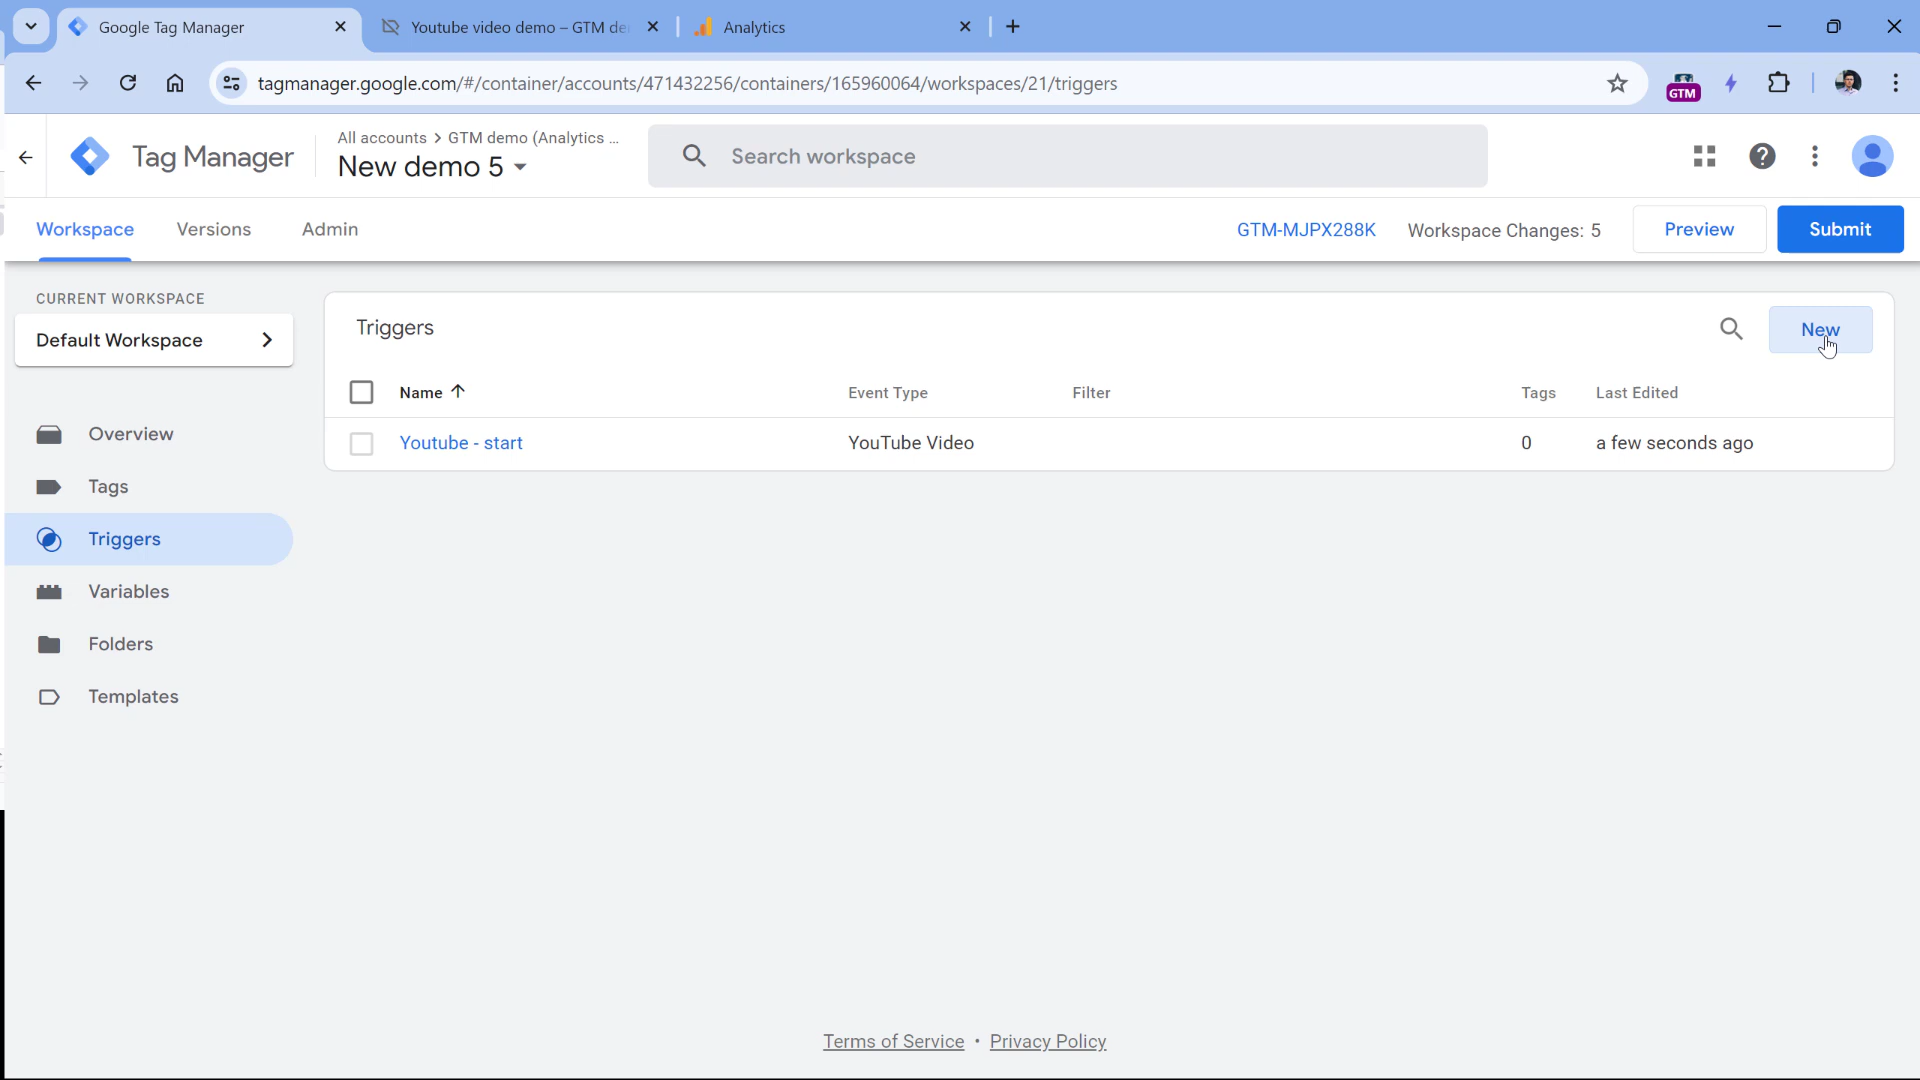 Google Tag Manager
Youtube video demo – GTM de
Analytics
tagmanager.google.com/#/container/accounts/471432256/containers/165960064/workspaces/21/triggers
GTM
Tag Manager
All accounts > GTM demo (Analytics ...
New demo 5
Search workspace
Workspace
Versions
Admin
GTM-MJPX288K
Workspace Changes: 5
Preview
Submit
CURRENT WORKSPACE
Default Workspace
Overview
Tags
Triggers
Variables
Folders
Templates
Triggers
New
Name
Event Type
Filter
Tags
Last Edited
Youtube - start
YouTube Video
0
a few seconds ago
Terms of Service • Privacy Policy